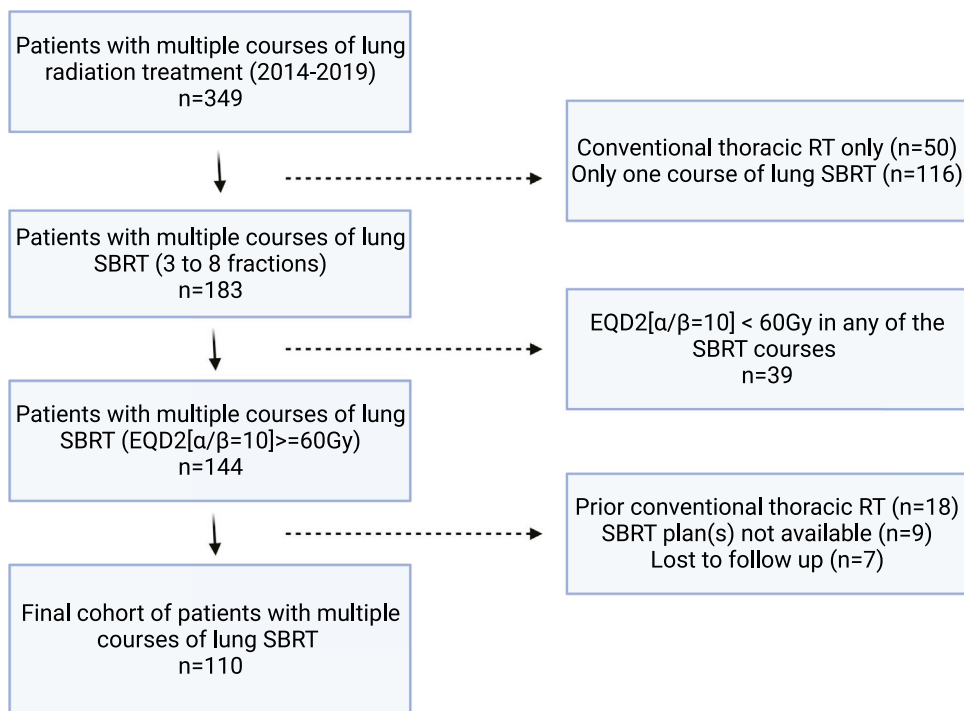 Patients with multiple courses of lung
radiation treatment (2014-2019)
n=349
Conventional thoracic RT only (n=50)
Only one course of lung SBRT (n=116)
Patients with multiple courses of lung
SBRT (3 to 8 fractions)
n=183
EQD2[α/β=10] < 60Gy in any of the
SBRT courses
n=39
Patients with multiple courses of lung
SBRT (EQD2[α/β=10]>=60Gy)
n=144
Prior conventional thoracic RT (n=18)
SBRT plan(s) not available (n=9)
Lost to follow up (n=7)
Final cohort of patients with multiple
courses of lung SBRT
n=110